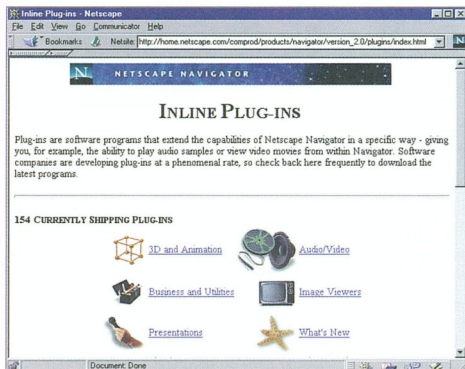 Inline Plug-ins - Netscape
File Edit View Go Communicator Help
Bookmarks Netsite: http://home.netscape.com/comprod/products/navigator/version_2.0/plugins/index.html
N NETSCAPE NAVIGATOR
INLINE PLUG-INS
Plug-ins are software programs that extend the capabilities of Netscape Navigator in a specific way - giving
you, for example, the ability to play audio samples or view video movies from within Navigator. Software
companies are developing plug-ins at a phenomenal rate, so check back here frequently to download the
latest programs.
154 CURRENTLY SHIPPING PLUG-INS
3D and Animation Audio/Video
Business and Utilities Image Viewers
Presentations What's New
Document: Done